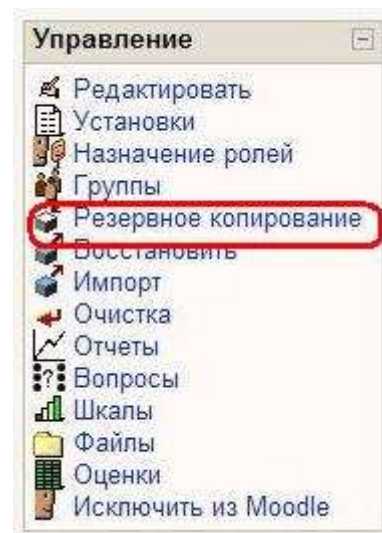 Управление
Редактировать
Установки
Назначение ролей
Группы
Резервное копирование
Восстановить
Импорт
Очистка
Отчеты
Вопросы
Шкалы
Файлы
Оценки
Исключить из Moodle